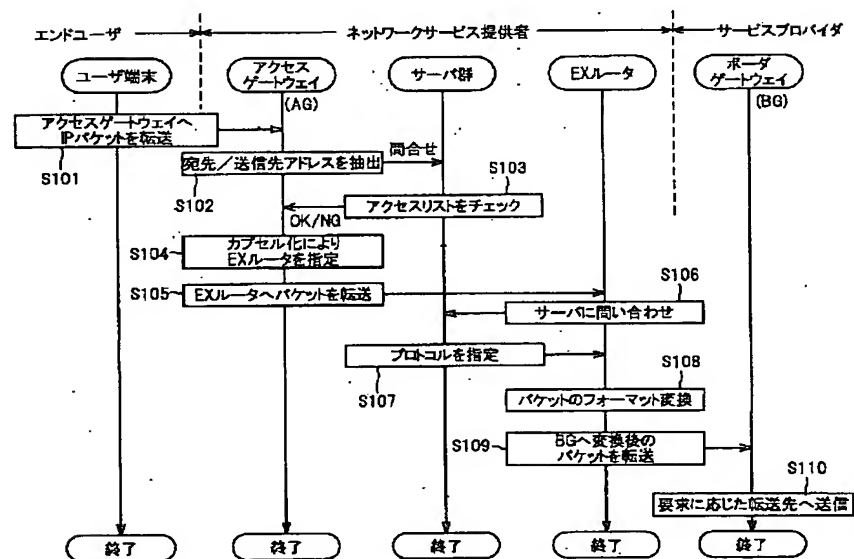 エンドユーザ
ネットワークサービス提供者
サービスプロバイダ
ユーザ端末
アクセス
ゲートウェイ
(AG)
サーバ群
EXルータ
ボーダ
ゲートウェイ
(BG)
アクセスゲートウェイへ
IPパケットを転送
S101
宛先/送信先アドレスを抽出
問合せ
S102
S103
アクセスリストをチェック
OK/NG
S104
カプセル化により
EXルータを指定
S105
EXルータへパケットを転送
S106
サーバに問い合わせ
プロトコルを指定
S107
S108
パケットのフォーマット変換
S109
BGへ変換後の
パケットを転送
S110
要求に応じた転送先へ送信
終了
終了
終了
終了
終了